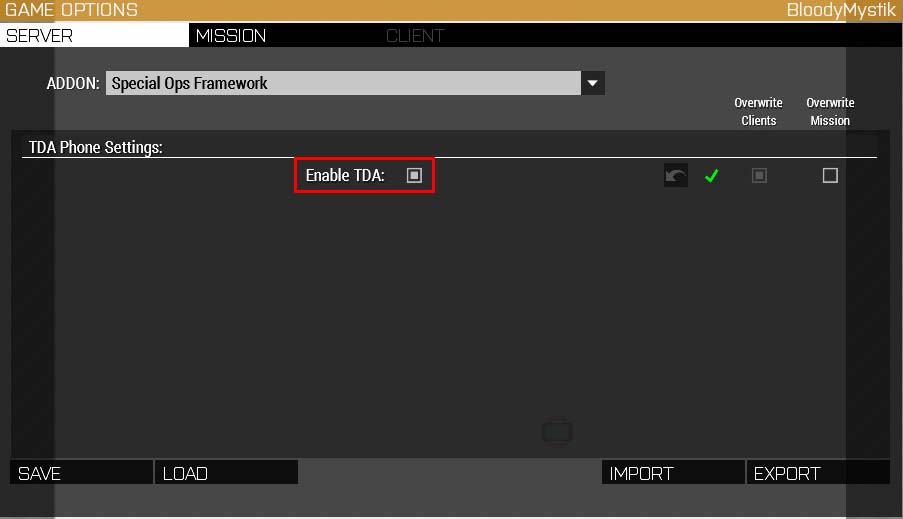 GAME OPTIONS BloodyMystik
SERVER MISSION CLIENT
ADDON: Special Ops Framework
Overwrite Clients Overwrite Mission
TDA Phone Settings:
Enable TDA:
SAVE LOAD IMPORT EXPORT